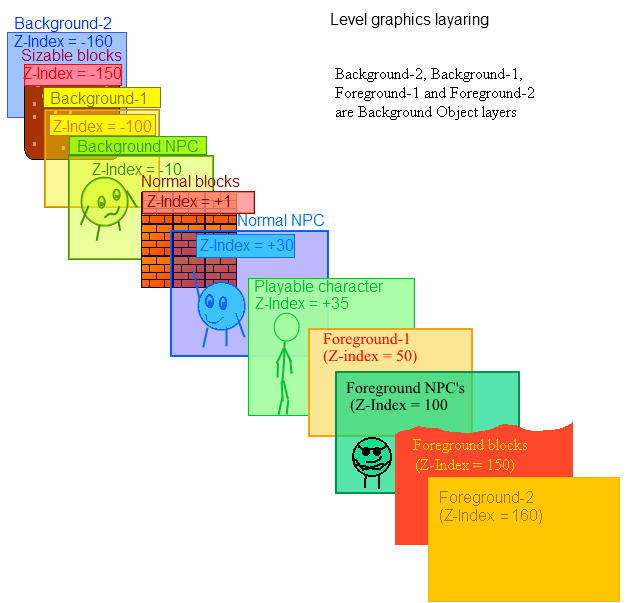 Level graphics layaring
Background-2
Z-Index = -160
Sizable blocks
Z-Index = -150
Background-2, Background-1,
Foreground-1 and Foreground-2
are Background Object layers
Background-1
Z-Index = -100
Background NPC
Z-Index = -10
Normal blocks
Z-Index = +1
Normal NPC
Z-Index = +30
Playable character
Z-Index = +35
Foreground-1
(Z-index = 50)
Foreground NPC's
(Z-Index = 100
Foreground blocks
(Z-Index = 150)
Foreground-2
(Z-Index = 160)